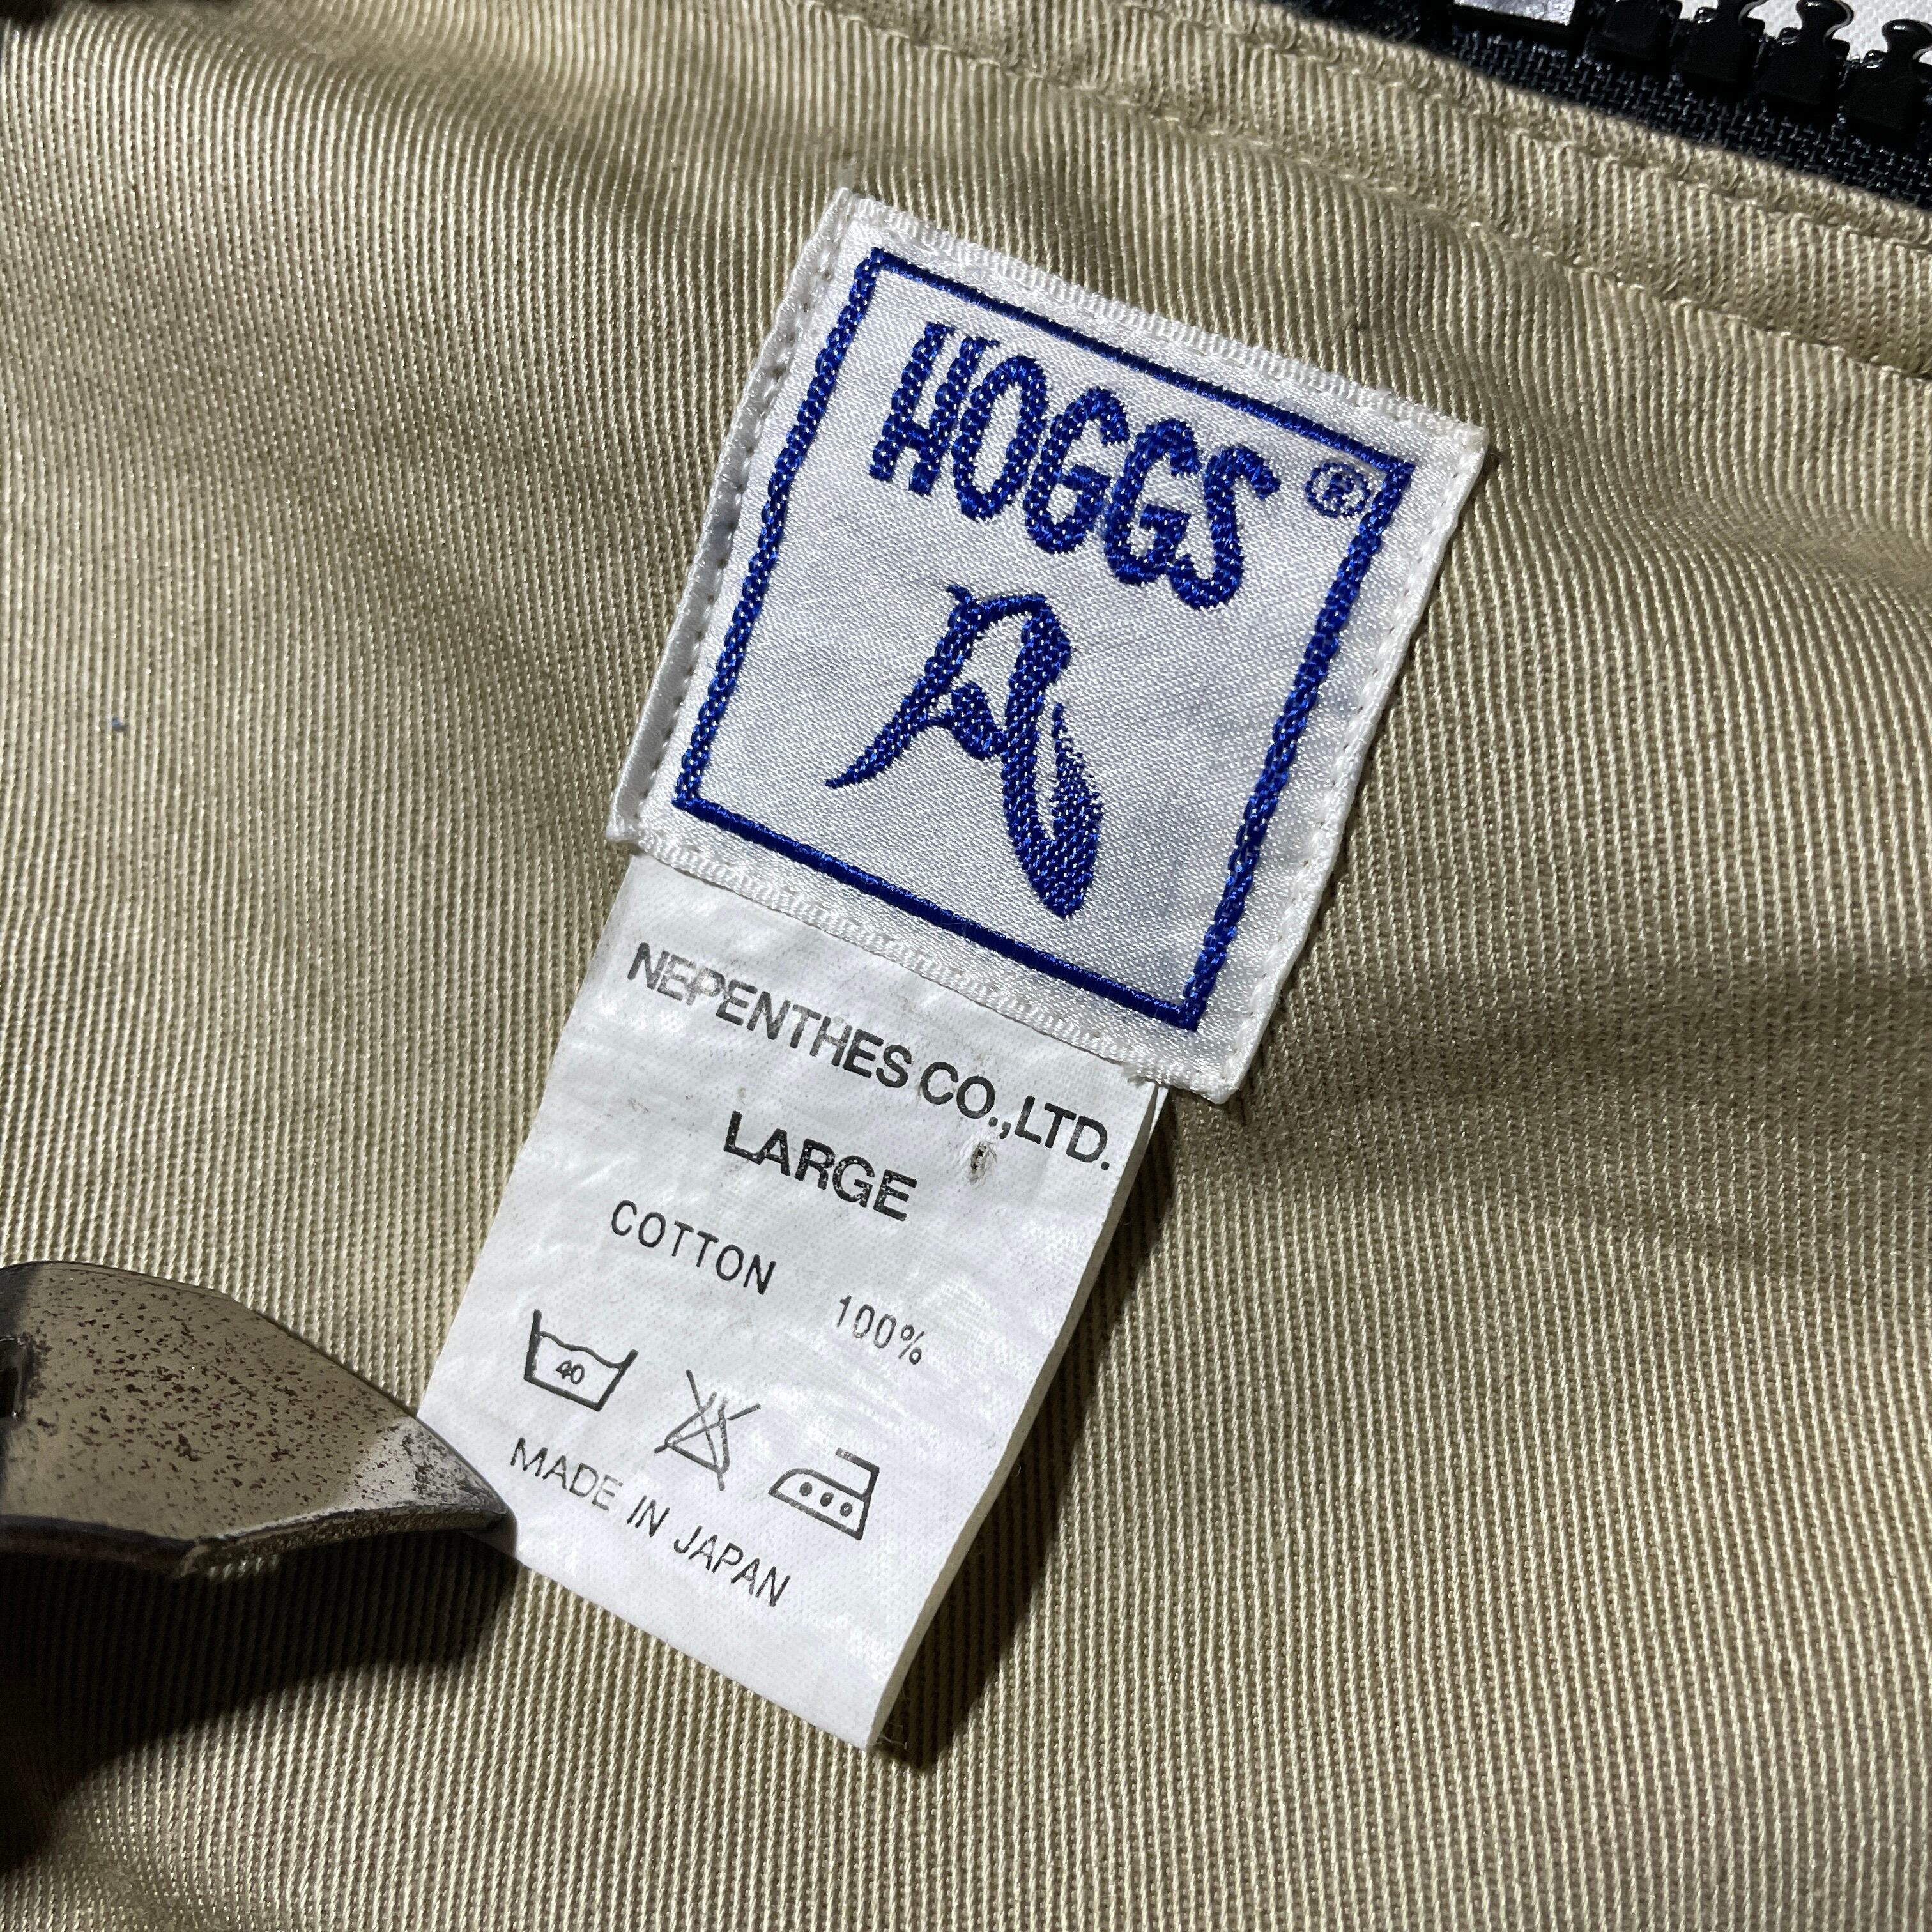 HOGGS®
NEPENTHES CO.,LTD.
LARGE
COTTON 100%
40
MADE IN JAPAN